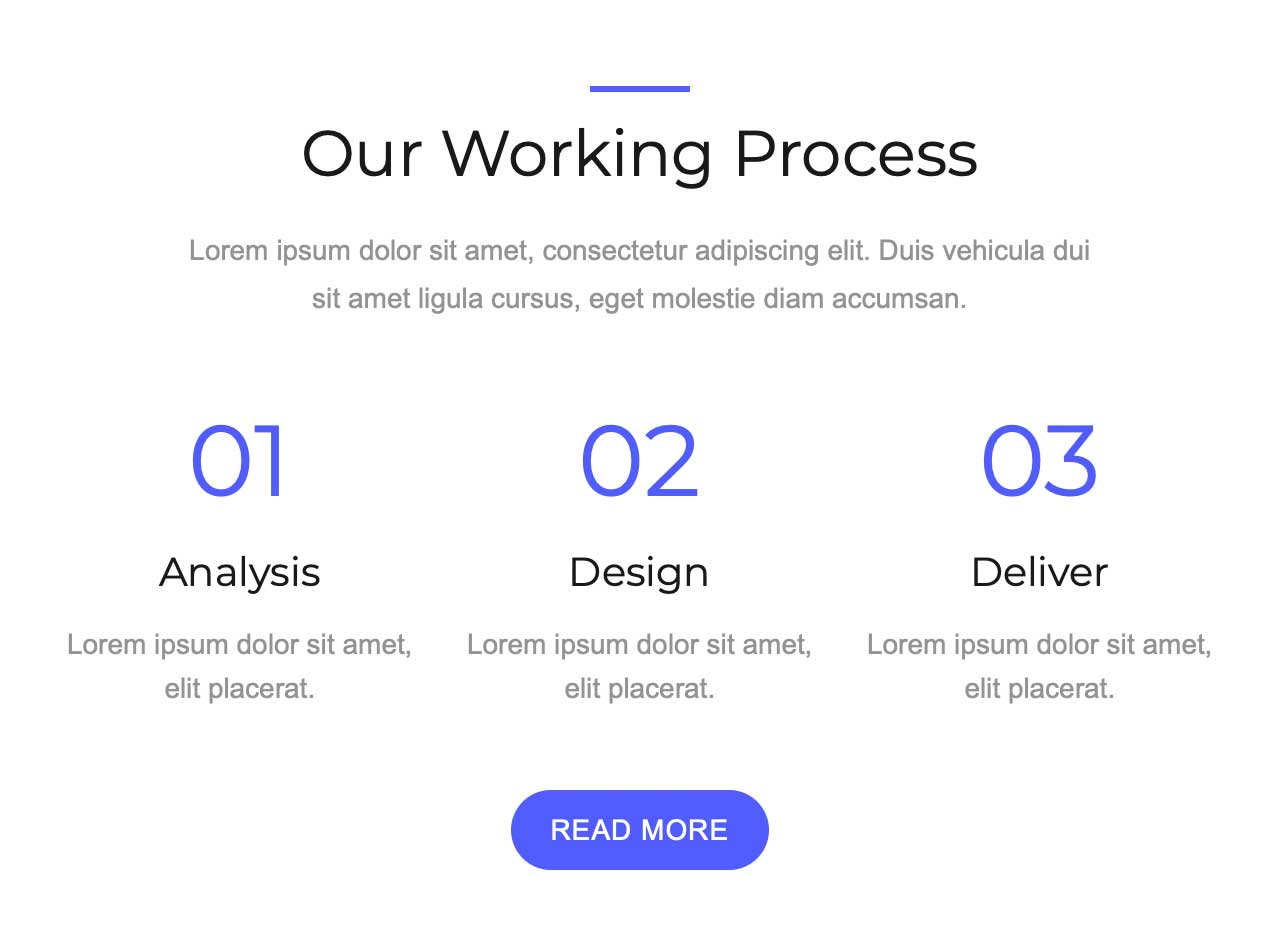 Our Working Process
Lorem ipsum dolor sit amet, consectetur adipiscing elit. Duis vehicula dui
sit amet ligula cursus, eget molestie diam accumsan.
01
Analysis
Lorem ipsum dolor sit amet,
elit placerat.
02
Design
Lorem ipsum dolor sit amet,
elit placerat.
03
Deliver
Lorem ipsum dolor sit amet,
elit placerat.
READ MORE